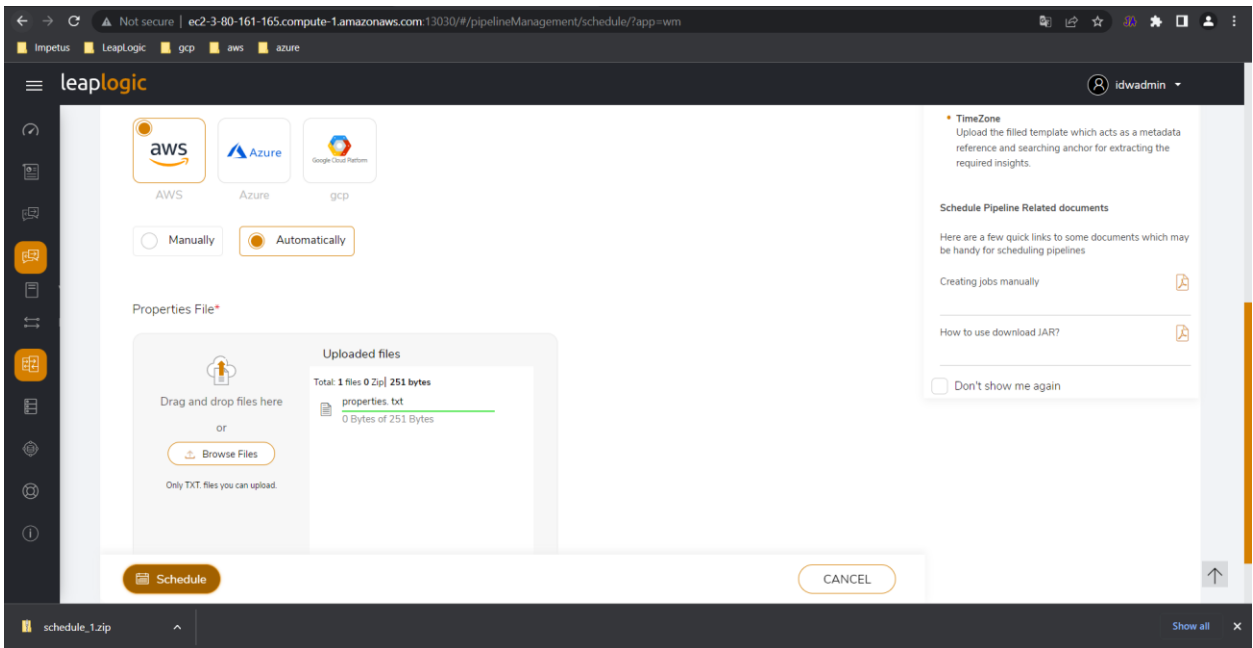 Not secure | ec2-3-80-161-165.compute-1.amazonaws.com:13030/#/pipelineManagement/schedule/?app=wm
JA
Impetus LeapLogic gcp aws azure
leaplogic
idwadmin
aws
Azure
Google Cloud Platform
AWS Azure gcp
Manually
Automatically
Properties File*
Drag and drop files here
or
Browse Files
Only TXT. files you can upload.
Uploaded files
Total: 1 files 0 Zip| 251 bytes
properties. txt
0 Bytes of 251 Bytes
TimeZone
Upload the filled template which acts as a metadata
reference and searching anchor for extracting the
required insights.
Schedule Pipeline Related documents
Here are a few quick links to some documents which may
be handy for scheduling pipelines
Creating jobs manually
How to use download JAR?
Don't show me again
Schedule
CANCEL
schedule_1.zip
Show all